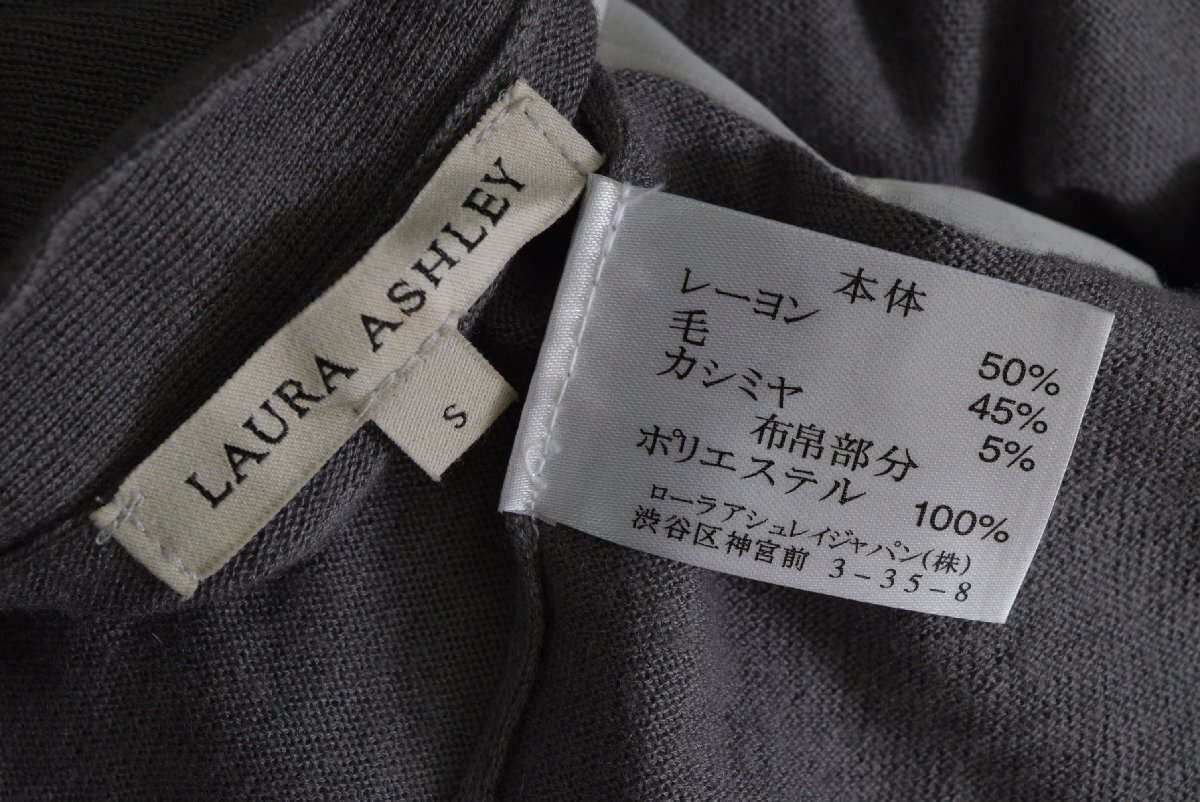 LAURA ASHLEY
S
本体
レーヨン 50%
毛 45%
カシミヤ 5%
布帛部分
ポリエステル 100%
ローラアシュレイジャパン(株)
渋谷区神宮前 3-35-8